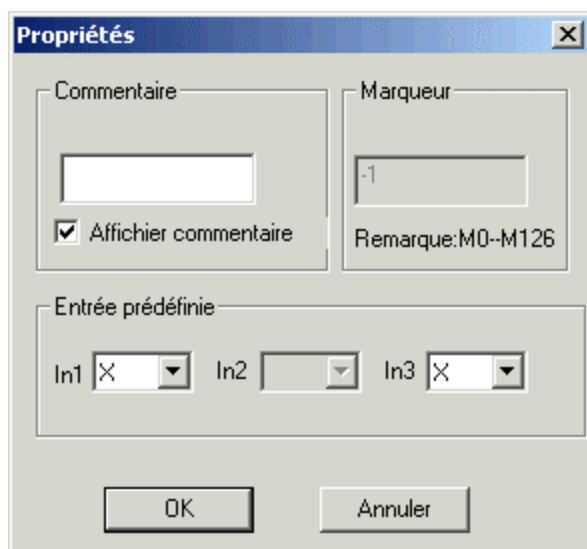 Propriétés
Commentaire
Marqueur
-1
Affichier commentaire
Remarque:M0--M126
Entrée prédéfinie
In1 X In2 In3 X
OK Annuler